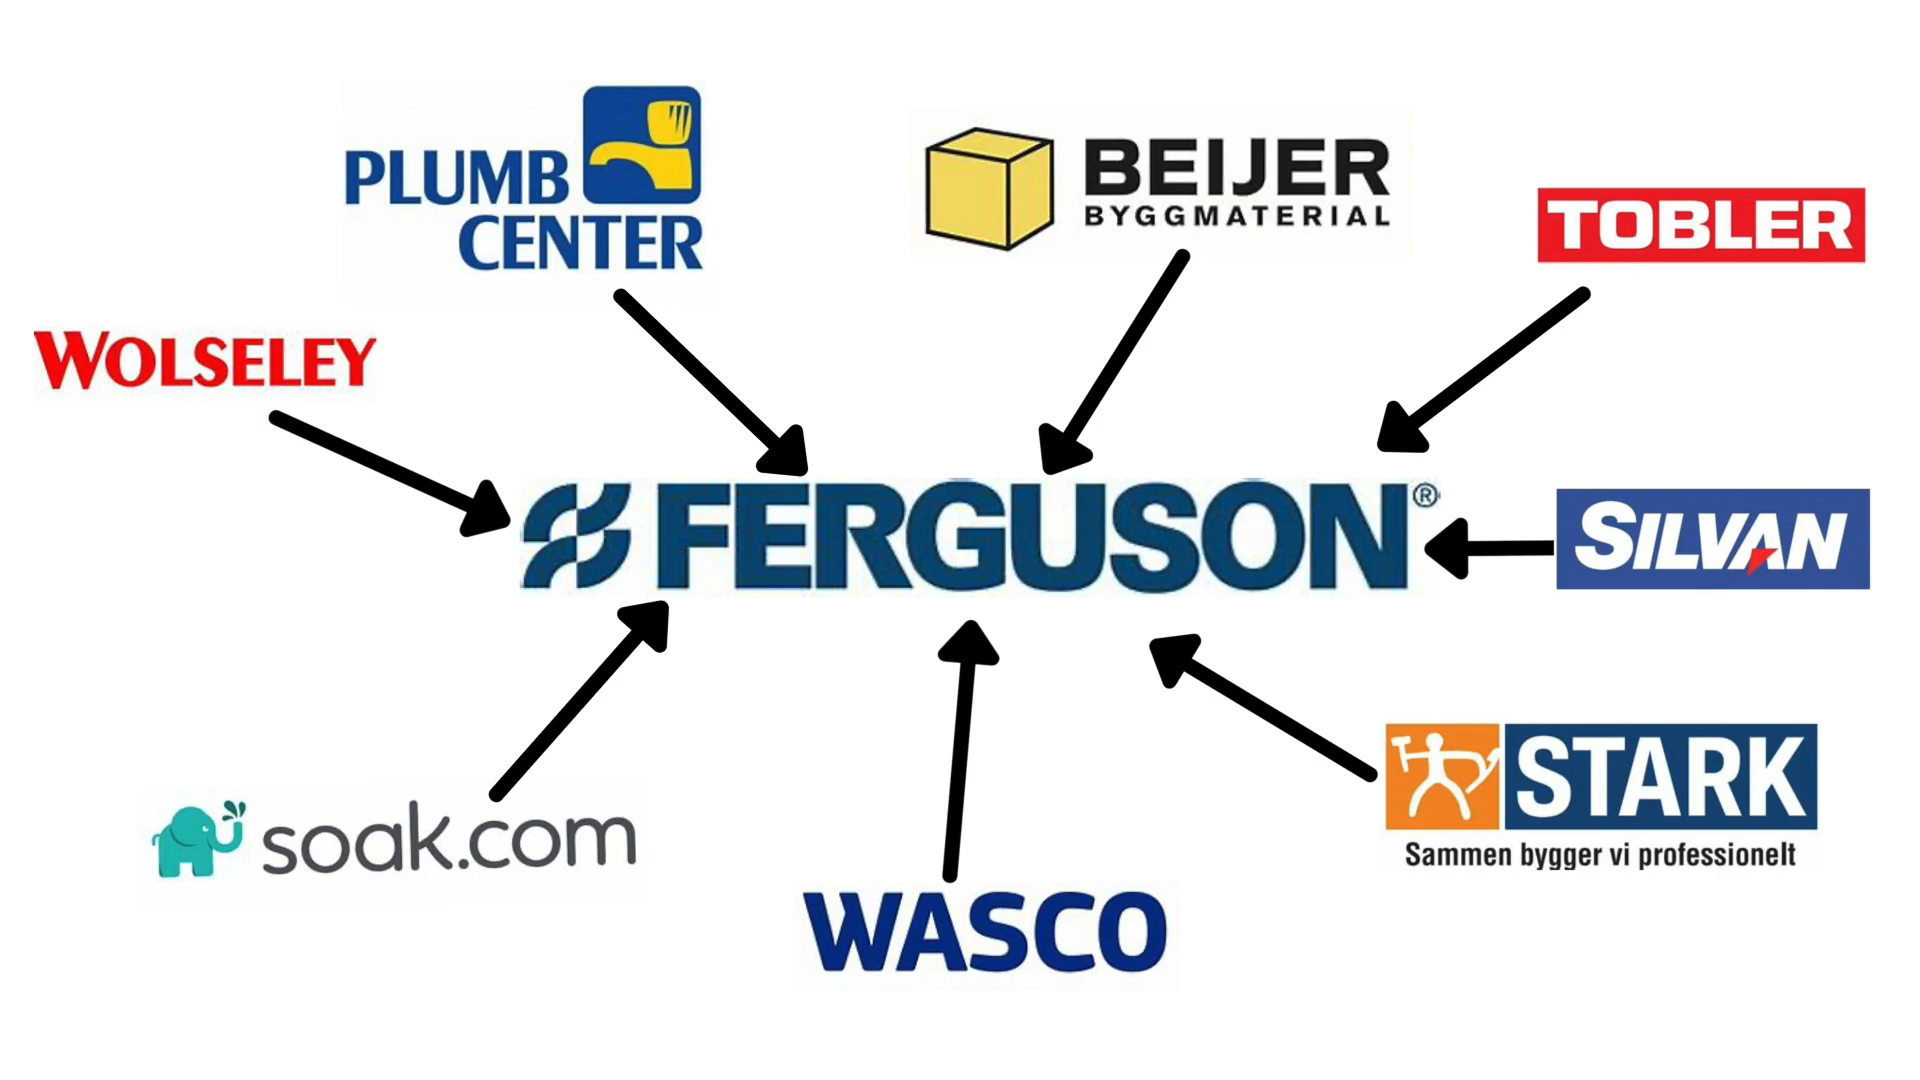 PLUMB
CENTER
BEIJER
BYGGMATERIAL
TOBLER
WOLSELEY
FERGUSON®
SILVAN
STARK
Sammen bygger vi professionelt
soak.com
WASCO